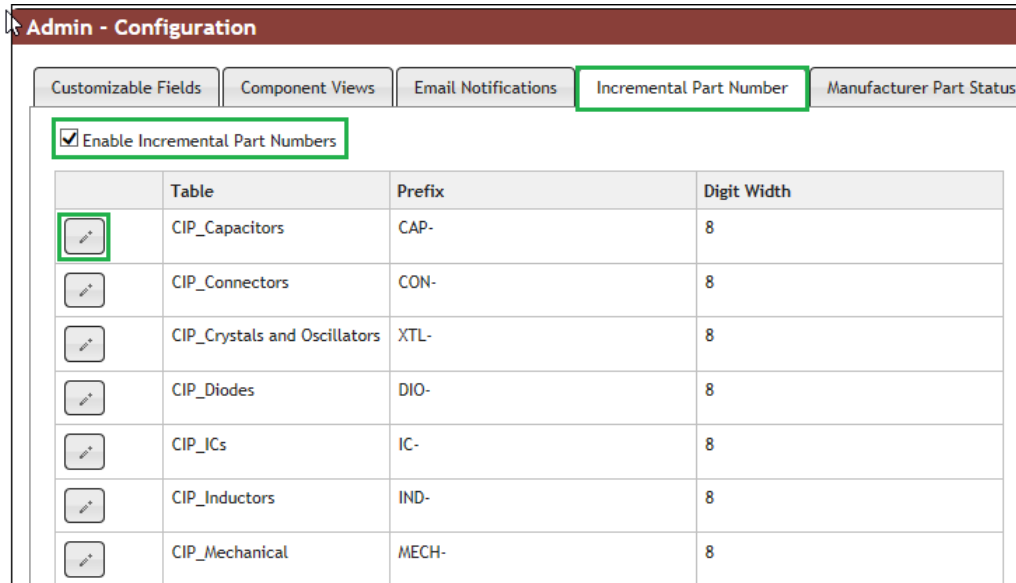 Admin - Configuration
Customizable Fields Component Views Email Notifications Incremental Part Number Manufacturer Part Status
Enable Incremental Part Numbers
Table Prefix Digit Width
CIP_Capacitors CAP- 8
CIP_Connectors CON- 8
CIP_Crystals and Oscillators XTL- 8
CIP_Diodes DIO- 8
CIP_ICs IC- 8
CIP_Inductors IND- 8
CIP_Mechanical MECH- 8